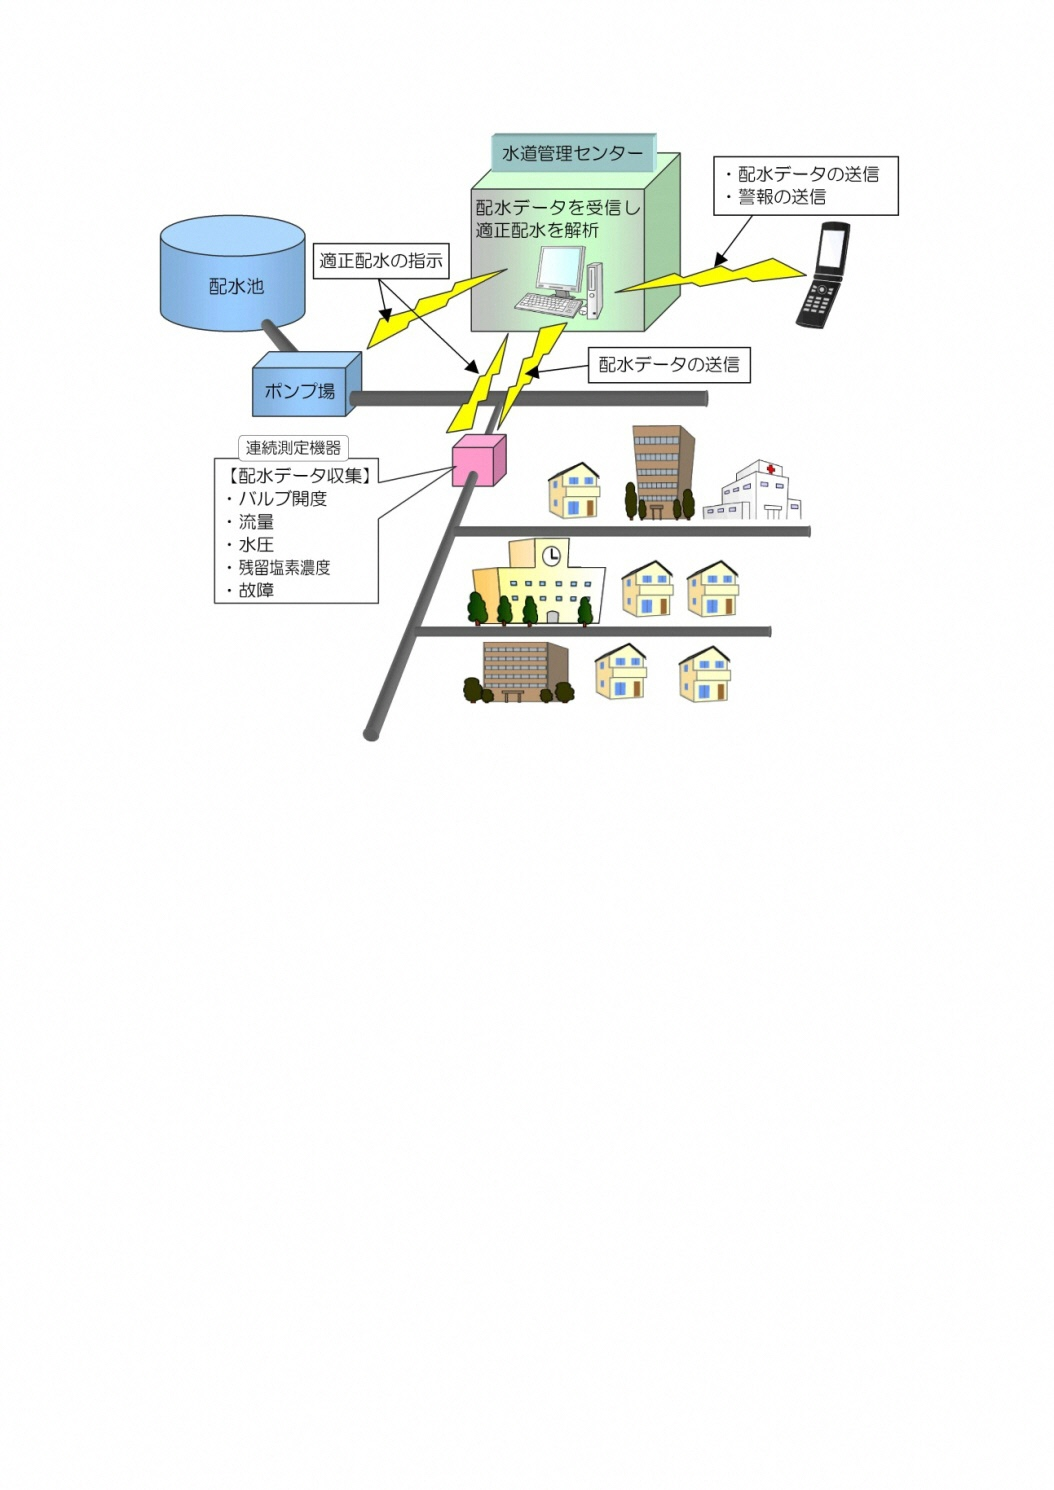 水道管理センター
配水データを受信し
適正配水を解析
・配水データの送信
・警報の送信
適正配水の指示
配水池
配水データの送信
ポンプ場
連続測定機器
【配水データ収集】
・バルブ開度
・流量
・水圧
・残留塩素濃度
・故障